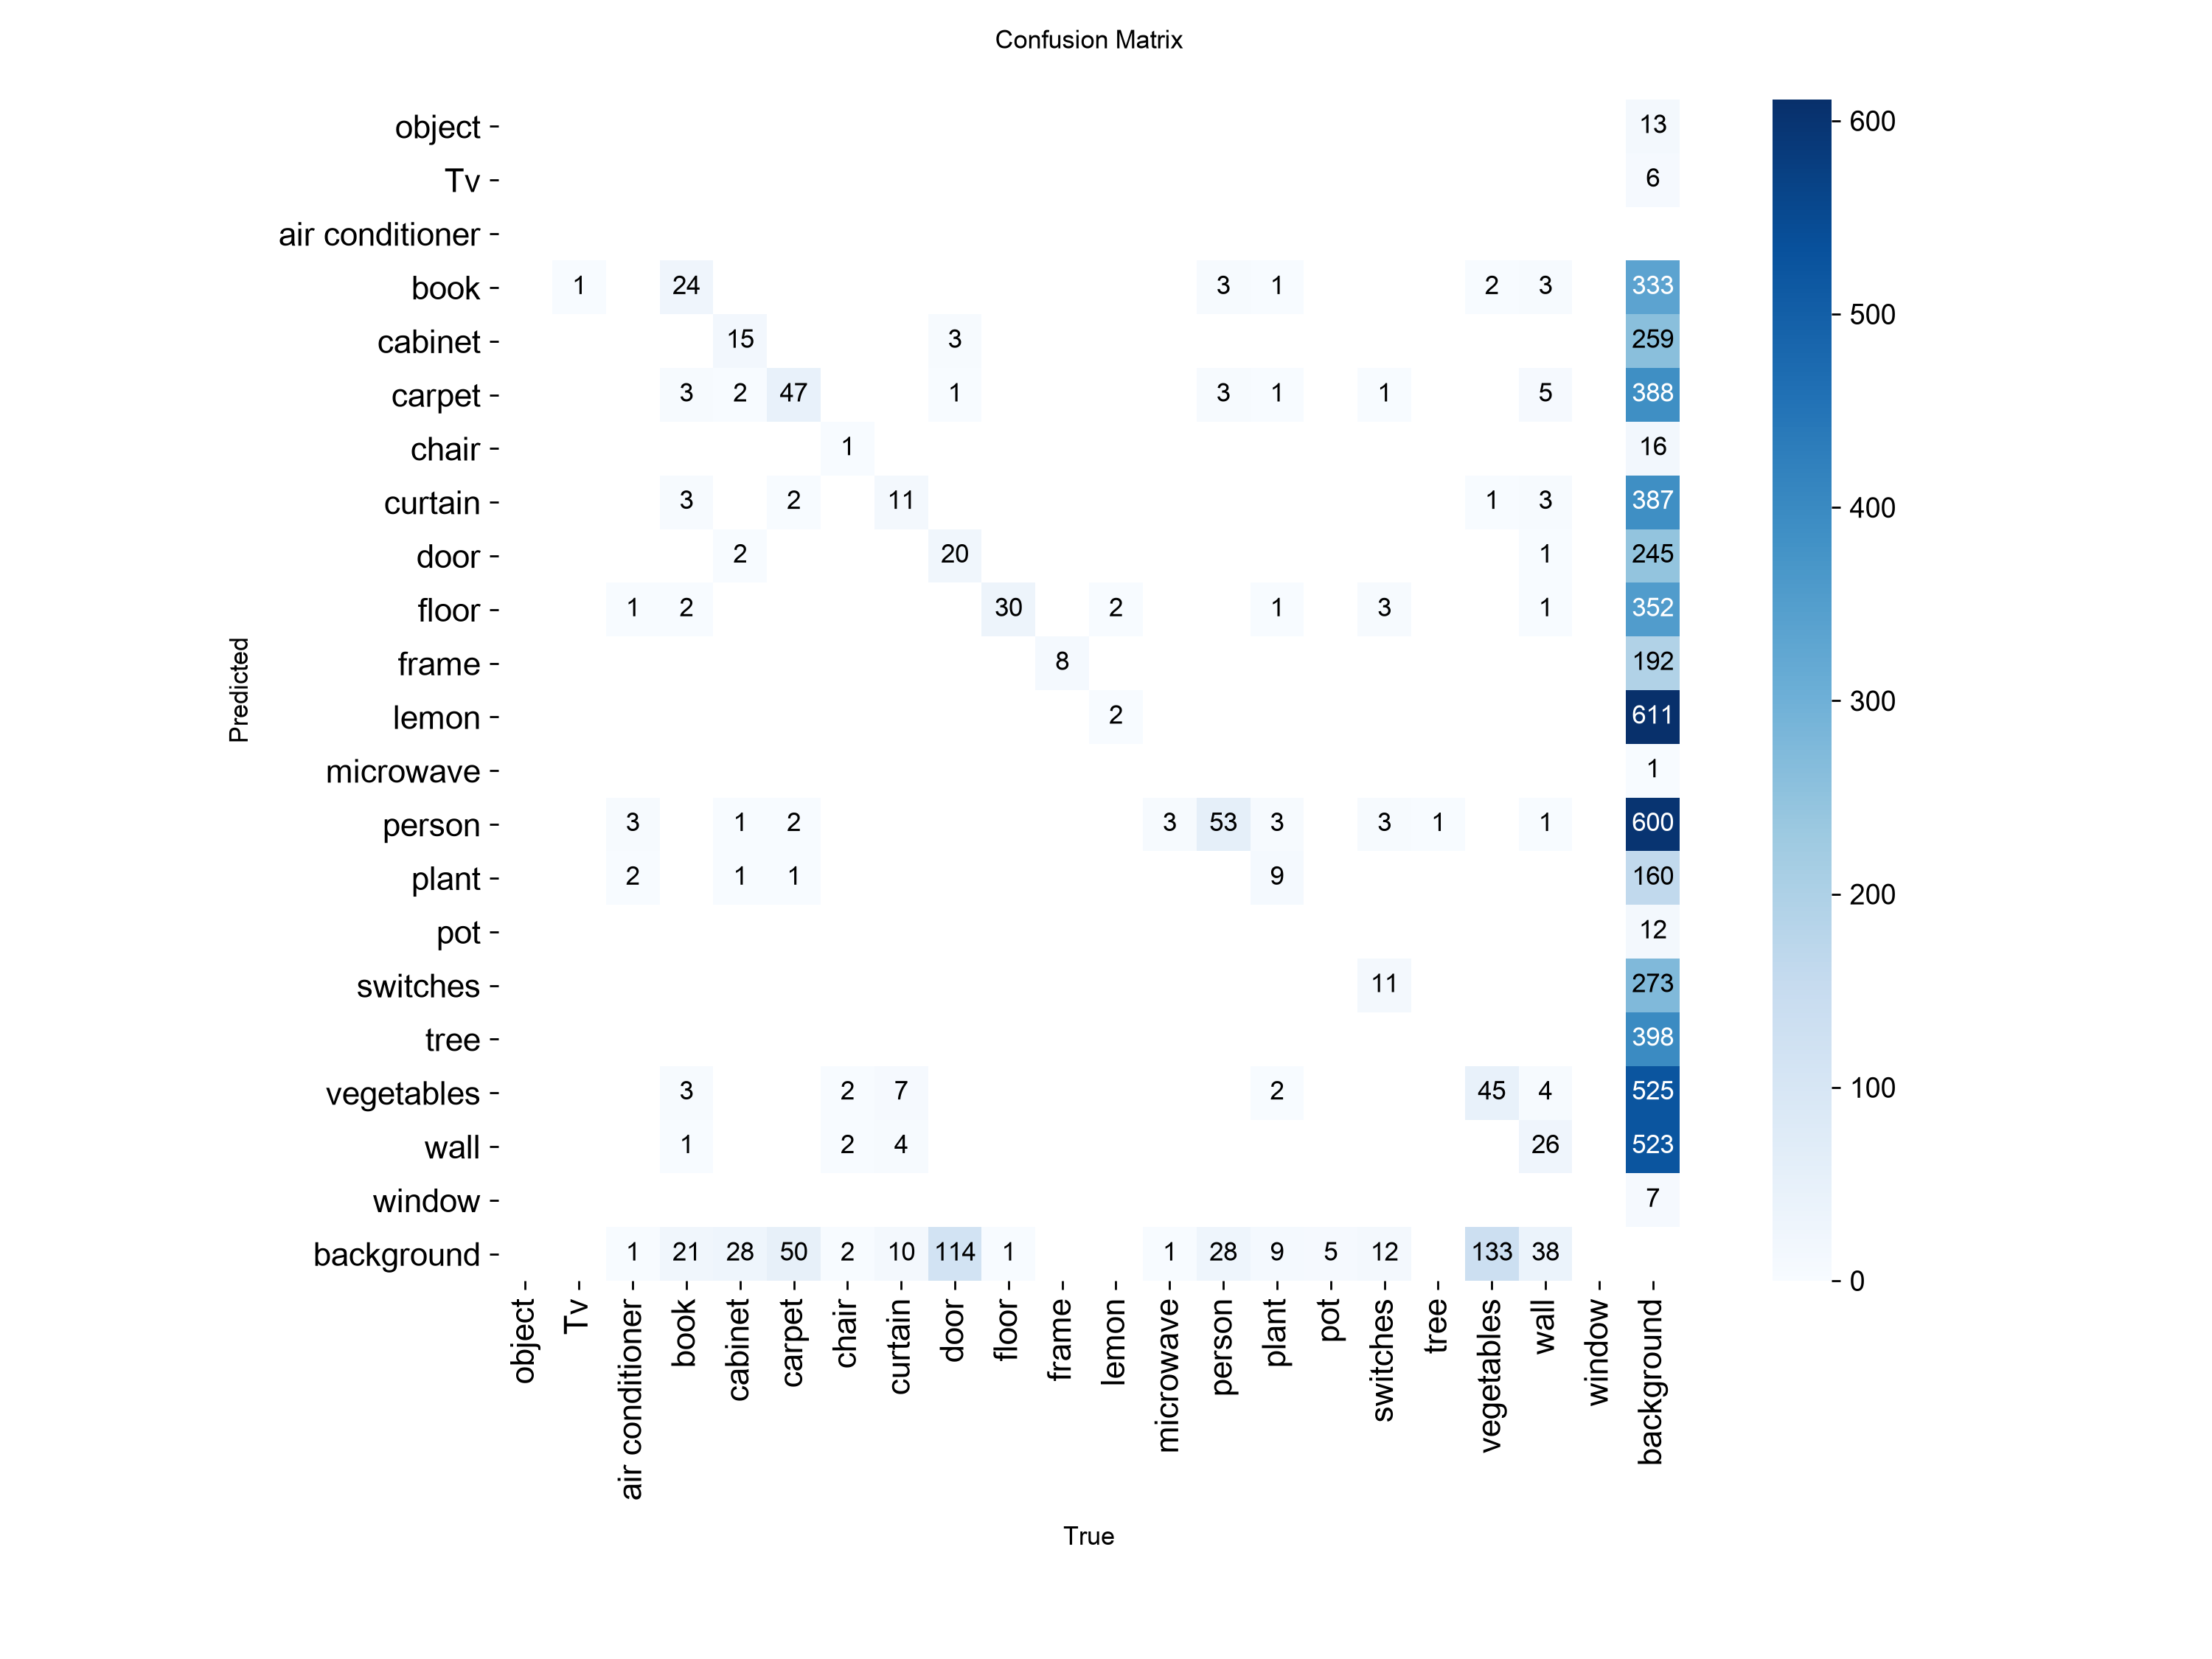 Confusion Matrix
object 13
Tv 6
air conditioner
book 1 24 3 1 2 3 333
cabinet 15 3 259
carpet 3 2 47 1 3 1 1 5 388
chair 1 16
curtain 3 2 11 1 3 387
door 2 20 1 245
floor 1 2 30 2 1 3 1 352
frame 8 192
lemon 2 611
microwave 1
person 3 1 2 3 53 3 3 1 1 600
plant 2 1 1 9 160
pot 12
switches 11 273
tree 398
vegetables 3 2 7 2 45 4 525
wall 1 2 4 26 523
window 7
background 1 21 28 50 2 10 114 1 1 28 9 5 12 133 38
Predicted
object
Tv
air conditioner
book
cabinet
carpet
chair
curtain
door
floor
frame
lemon
microwave
person
plant
pot
switches
tree
vegetables
wall
window
background
True
600
500
400
300
200
100
0